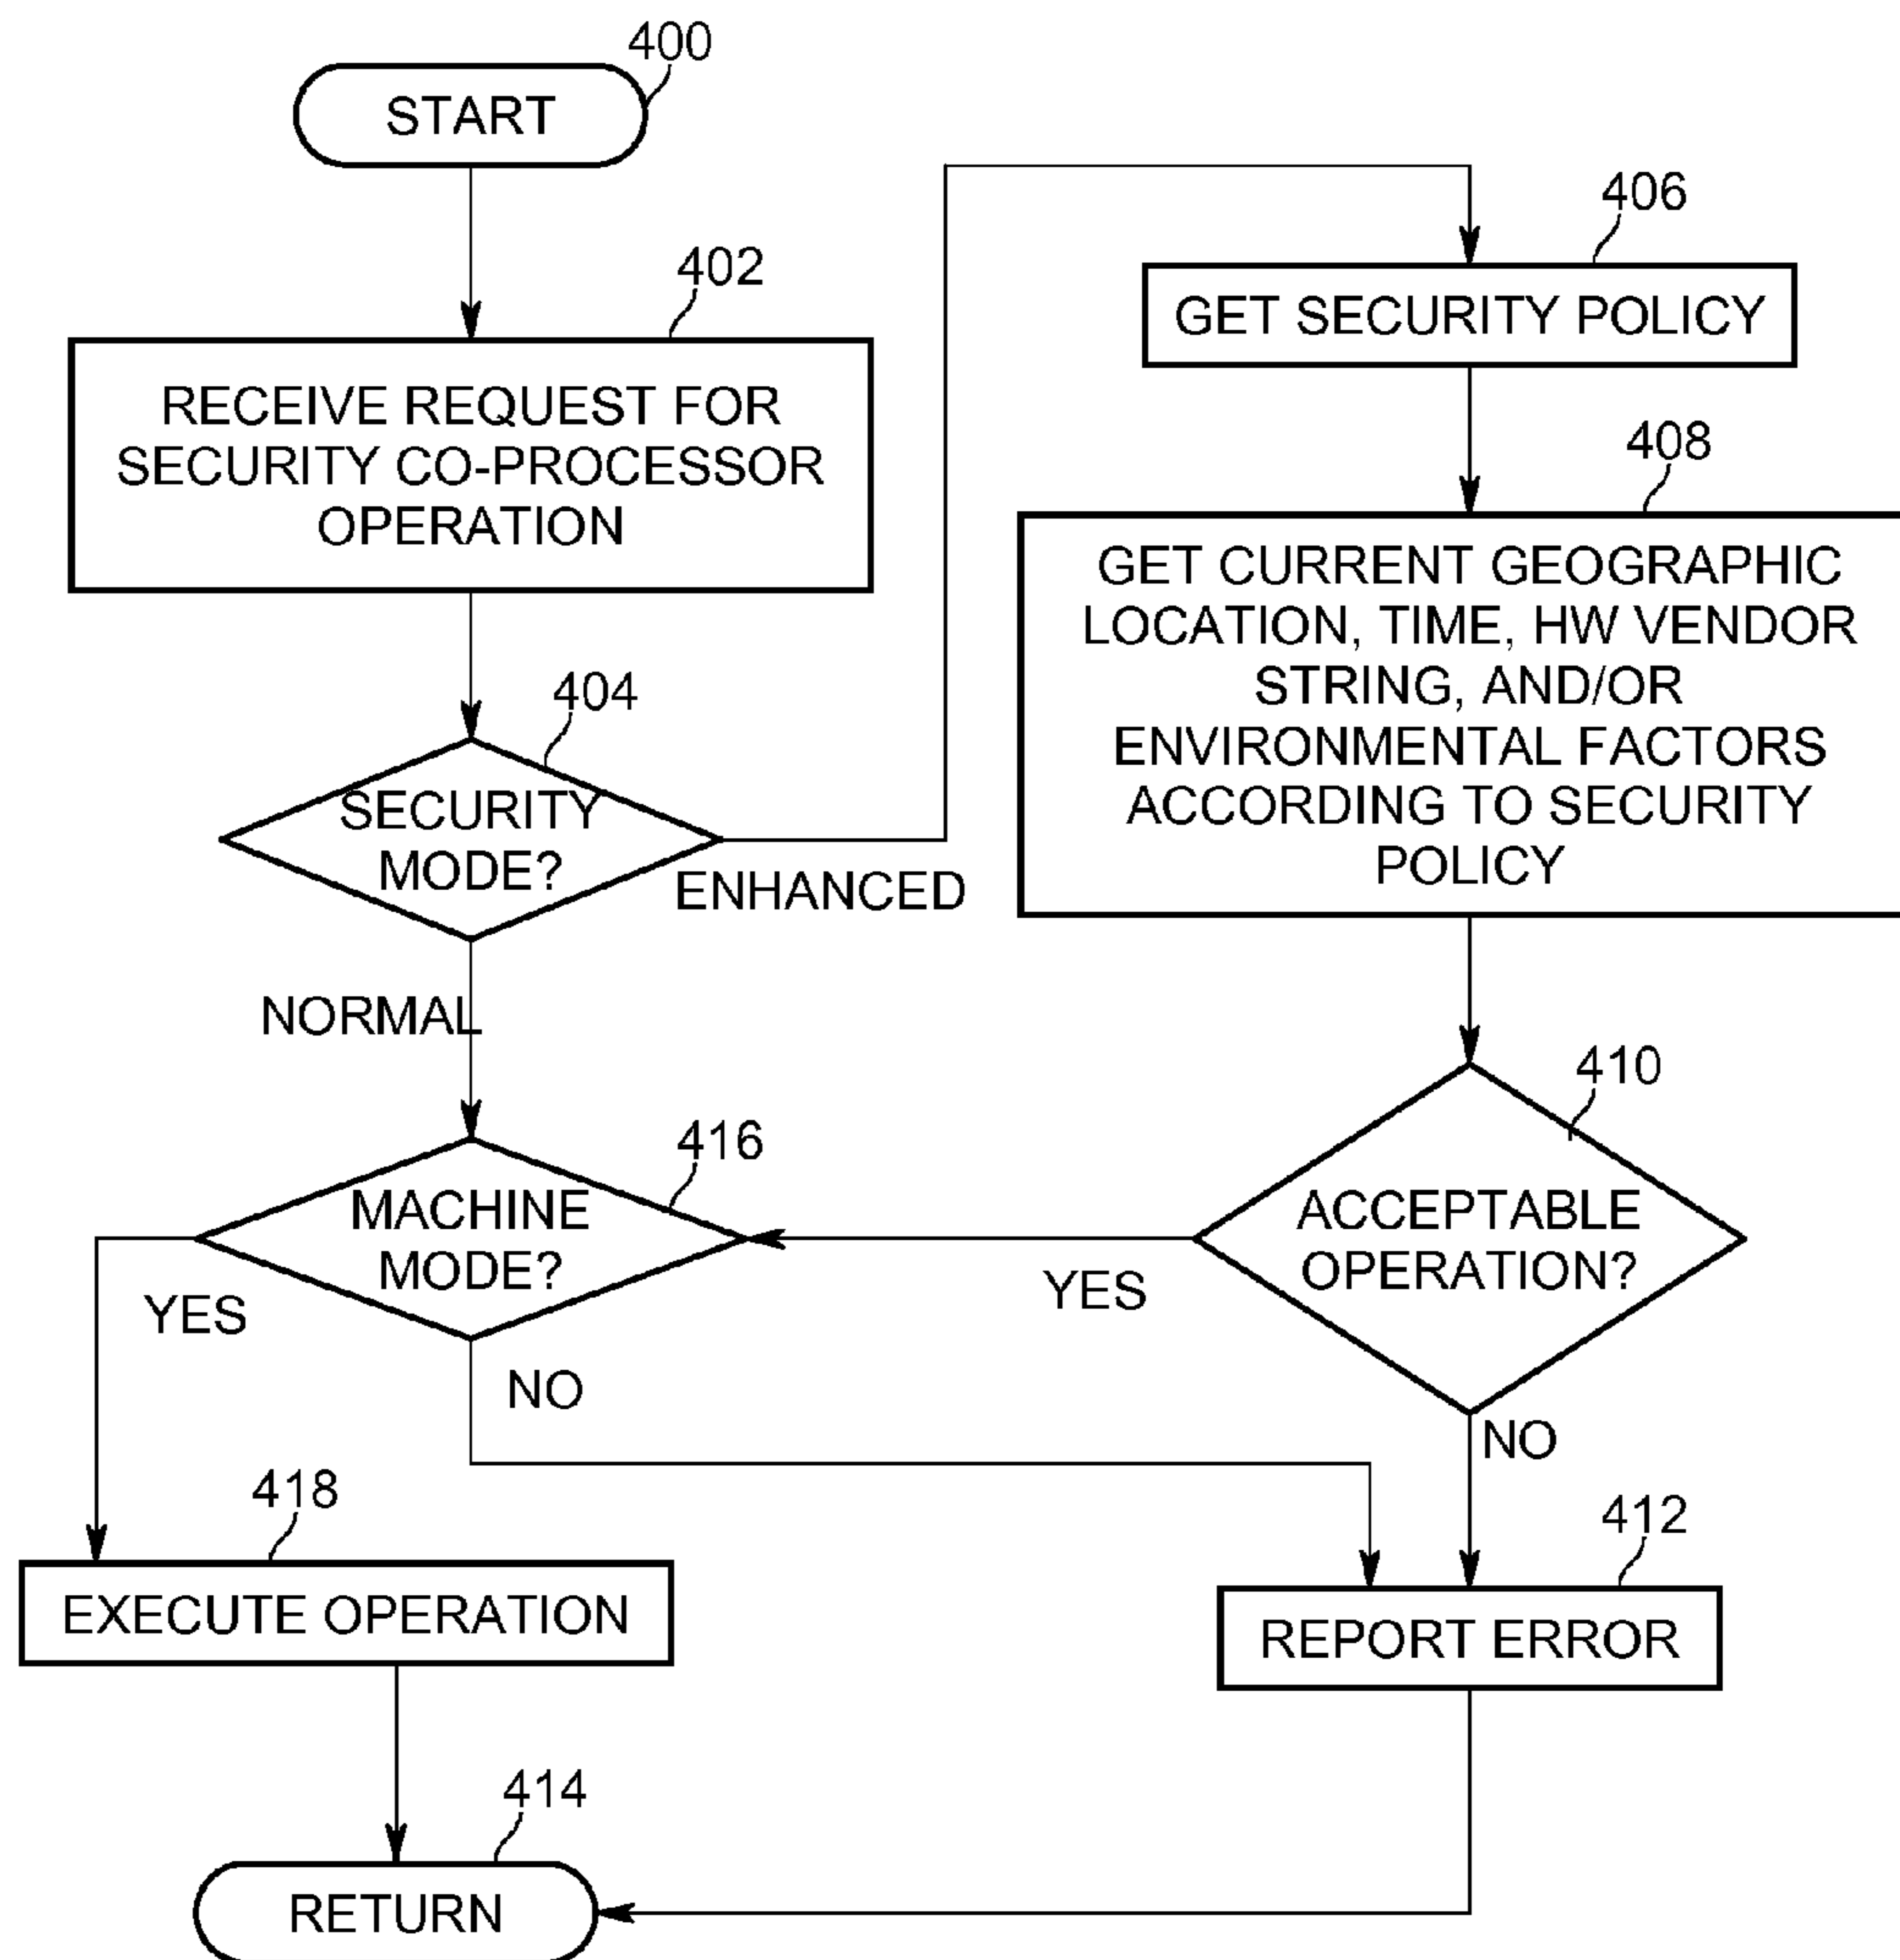 400
START
402
RECEIVE REQUEST FOR
SECURITY CO-PROCESSOR
OPERATION
404
SECURITY
MODE?
ENHANCED
NORMAL
406
GET SECURITY POLICY
408
GET CURRENT GEOGRAPHIC
LOCATION, TIME, HW VENDOR
STRING, AND/OR
ENVIRONMENTAL FACTORS
ACCORDING TO SECURITY
POLICY
410
ACCEPTABLE
OPERATION?
YES
NO
416
MACHINE
MODE?
YES
NO
418
EXECUTE OPERATION
412
REPORT ERROR
414
RETURN